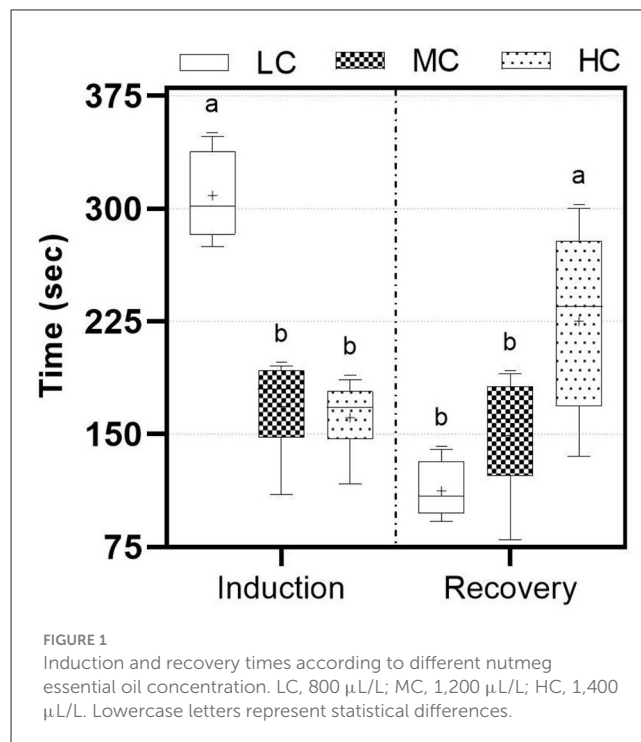 LC MC HC
375
a
a
300
Time (sec)
225
b b
b
150
b
75
Induction Recovery
FIGURE 1
Induction and recovery times according to different nutmeg
essential oil concentration. LC, 800 μL/L; MC, 1,200 μL/L; HC, 1,400
μL/L. Lowercase letters represent statistical differences.